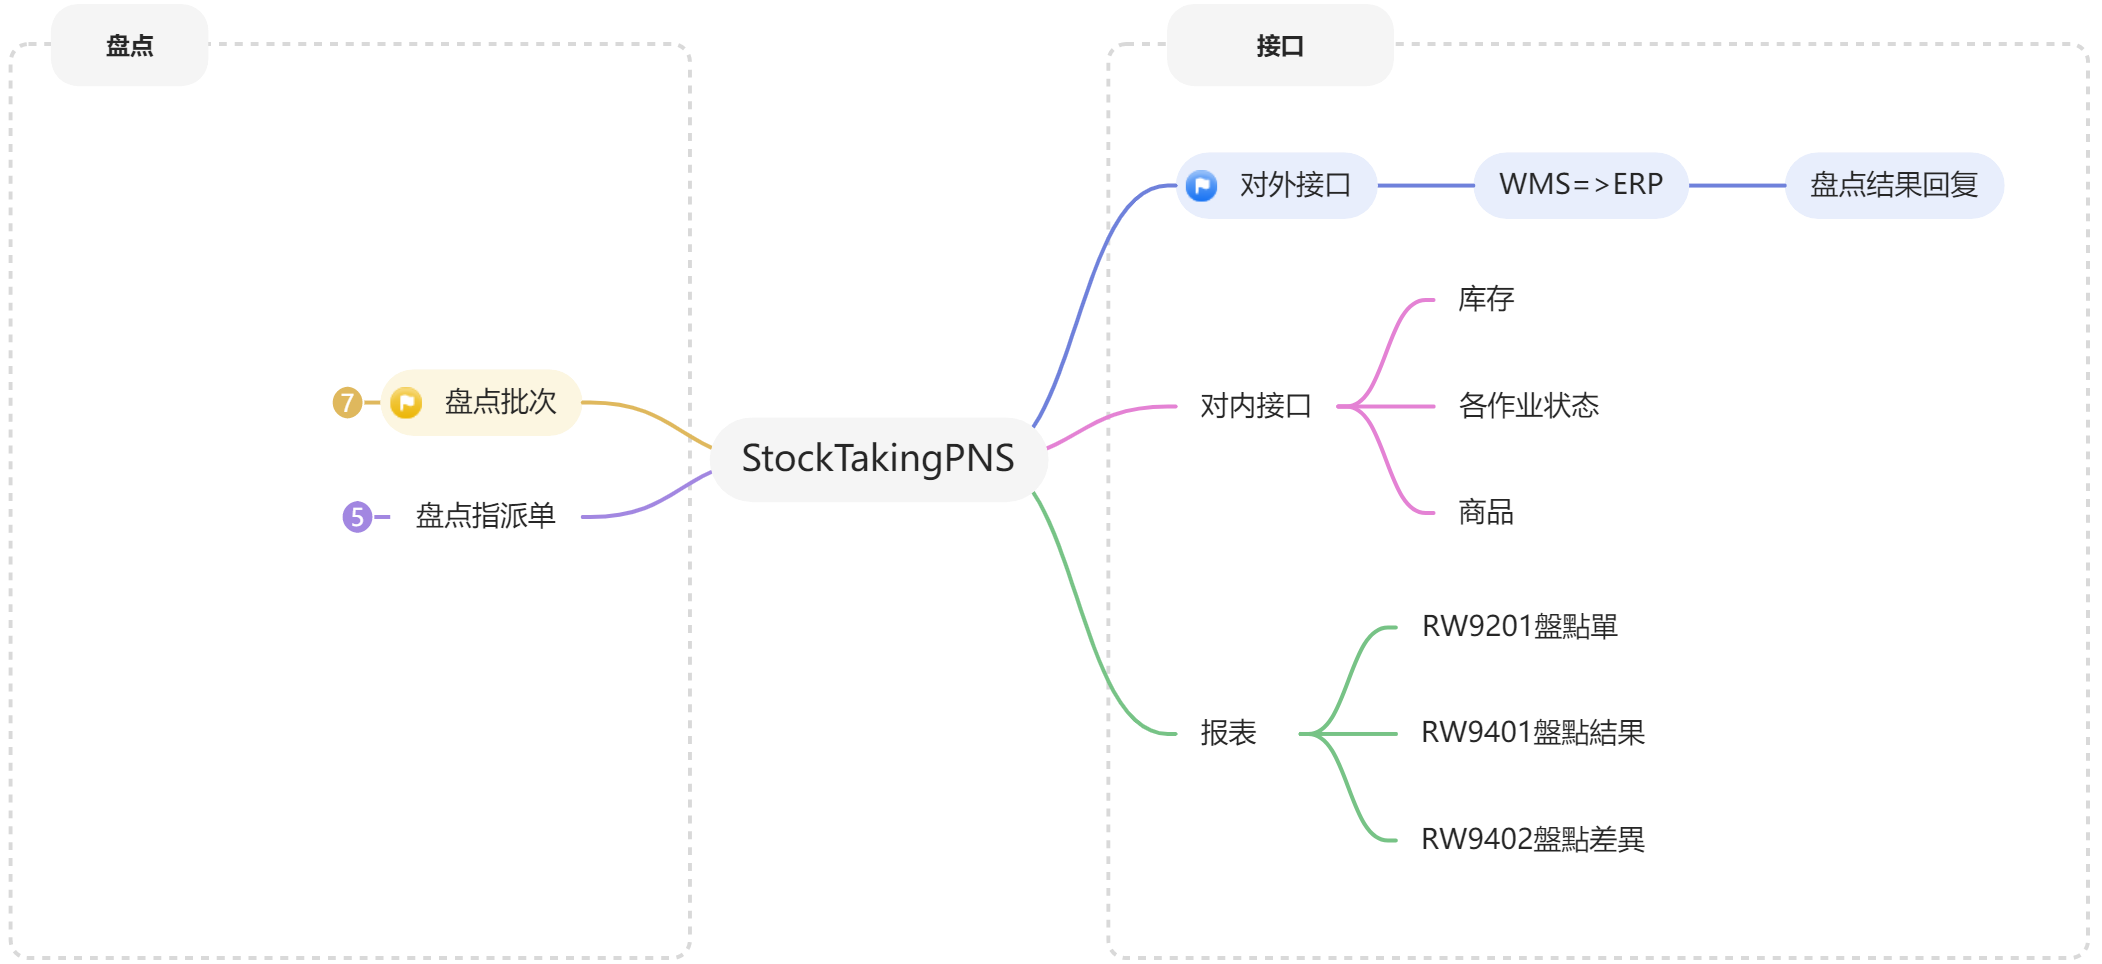 盘点
接口
对外接口
WMS=>ERP
盘点结果回复
库存
7
盘点批次
对内接口
各作业状态
StockTakingPNS
5
盘点指派单
商品
RW9201盤點單
报表
RW9401盤點結果
RW9402盤點差異